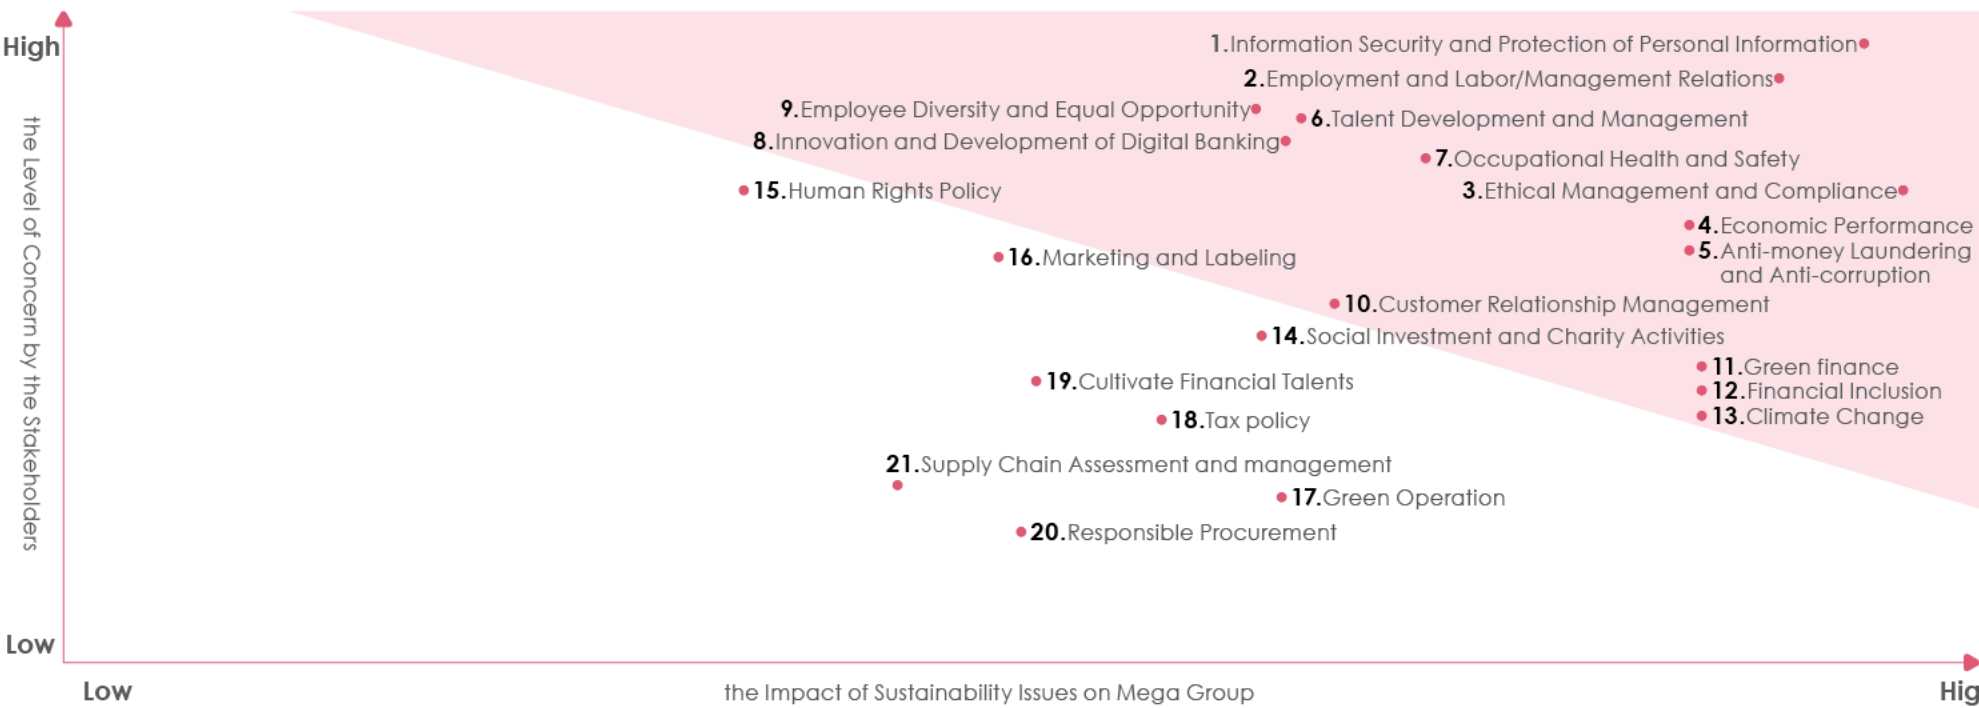 High
the Level of Concern by the Stakeholders
1.Information Security and Protection of Personal Information
2.Employment and Labor/Management Relations
9.Employee Diversity and Equal Opportunity
6.Talent Development and Management
8.Innovation and Development of Digital Banking
7.Occupational Health and Safety
15.Human Rights Policy
3.Ethical Management and Compliance
4.Economic Performance
16.Marketing and Labeling
5.Anti-money Laundering
and Anti-corruption
10.Customer Relationship Management
14.Social Investment and Charity Activities
11.Green finance
19.Cultivate Financial Talents
12.Financial Inclusion
18.Tax policy
13.Climate Change
21.Supply Chain Assessment and management
17.Green Operation
20.Responsible Procurement
Low
Low
the Impact of Sustainability Issues on Mega Group
Hig